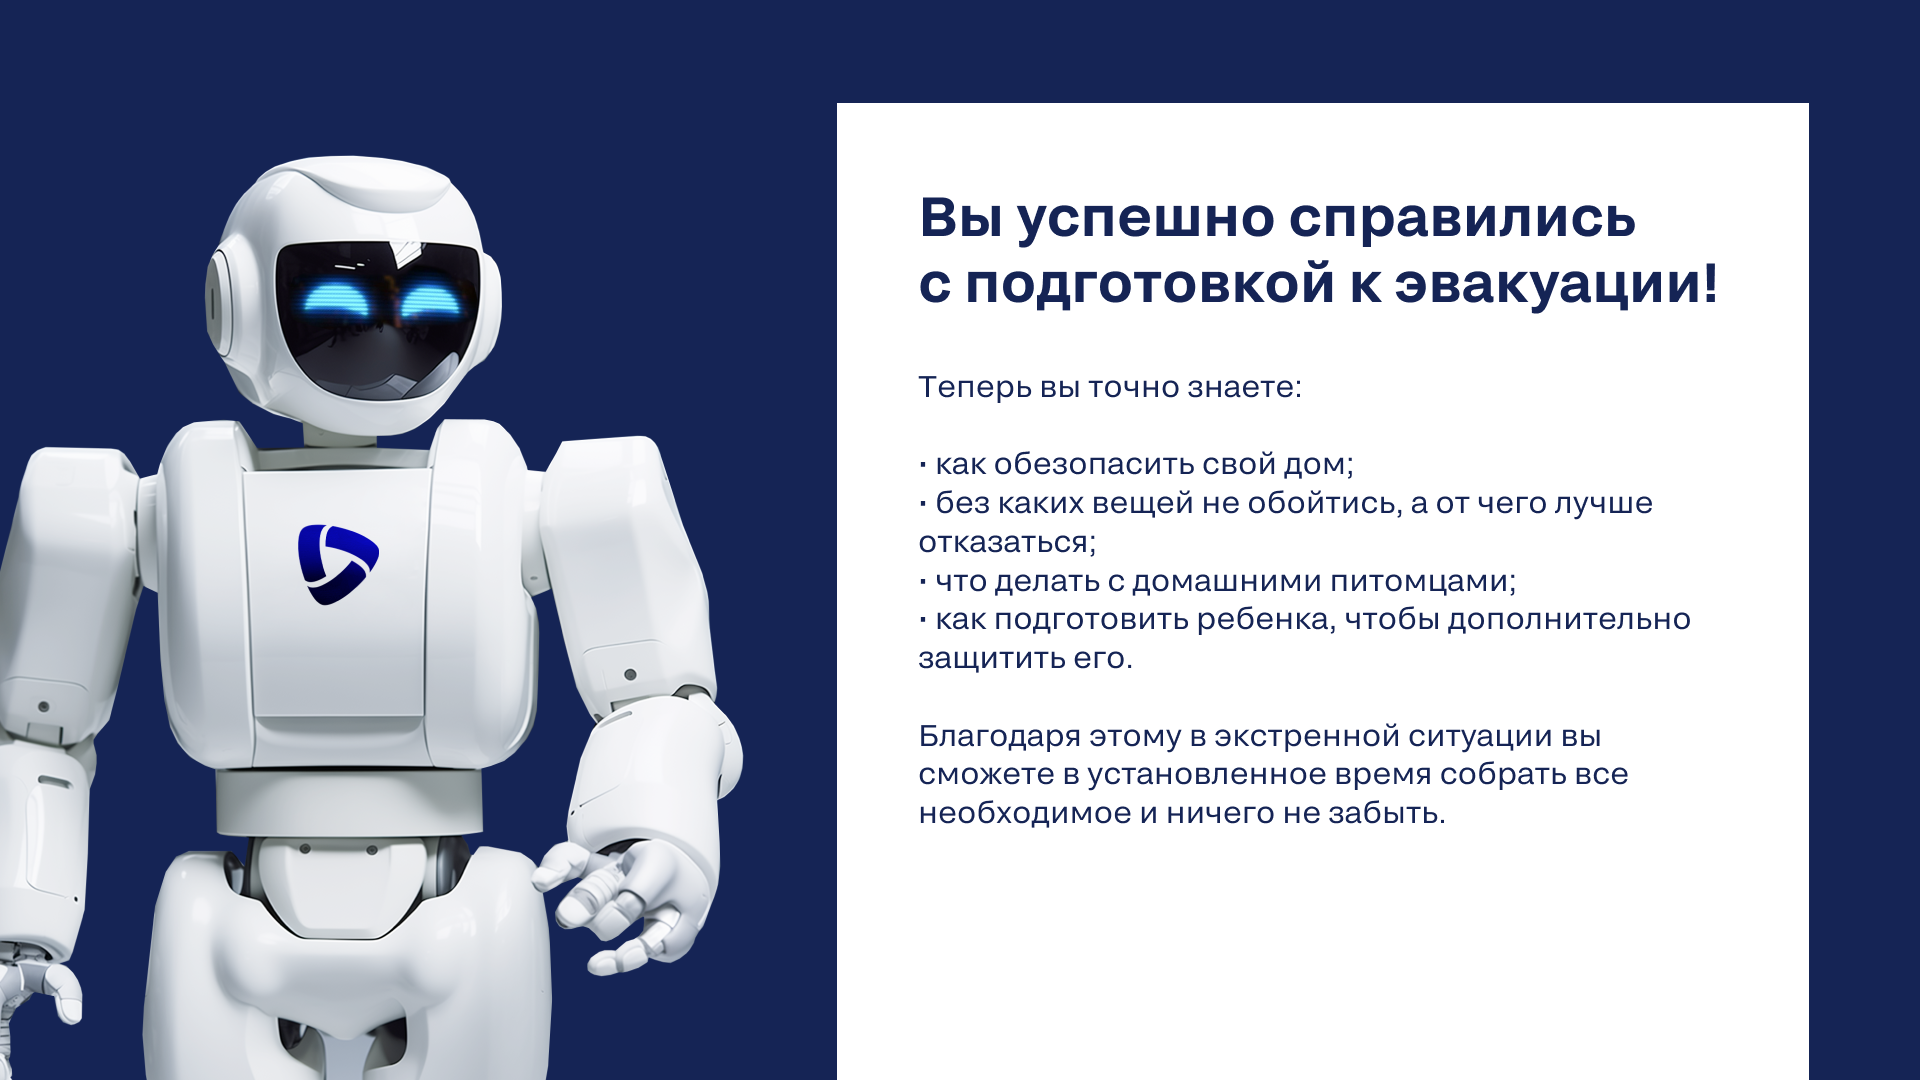 Вы успешно справились
с подготовкой к эвакуации!
Теперь вы точно знаете:
· как обезопасить свой дом;
· без каких вещей не обойтись, а от чего лучше
отказаться;
· что делать с домашними питомцами;
· как подготовить ребенка, чтобы дополнительно
защитить его.
Благодаря этому в экстренной ситуации вы
сможете в установленное время собрать все
необходимое и ничего не забыть.